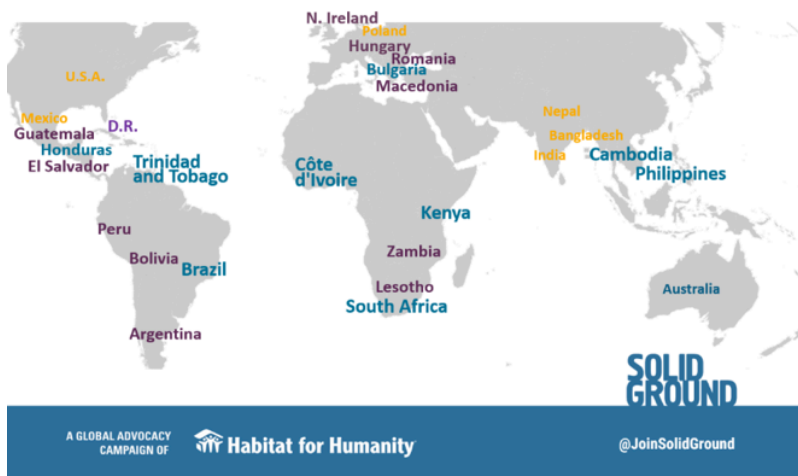 N. Ireland
Poland
Hungary
Romania
Bulgaria
Macedonia
U.S.A.
Mexico
D.R.
Guatemala
Honduras
El Salvador
Trinidad
and Tobago
Côte
d'Ivoire
Nepal
Bangladesh
India
Cambodia
Philippines
Kenya
Peru
Bolivia
Brazil
Zambia
Lesotho
South Africa
Australia
Argentina
SOLID
GROUND
A GLOBAL ADVOCACY
CAMPAIGN OF
Habitat for Humanity
@JoinSolidGround